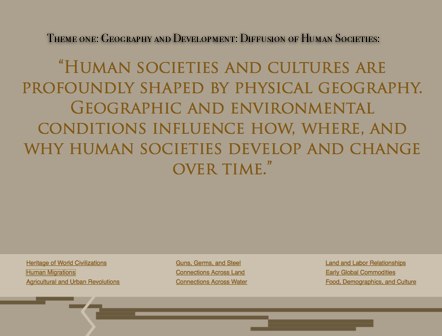 Theme one: Geography and Development: Diffusion of Human Societies:
“Human societies and cultures are
profoundly shaped by physical geography.
Geographic and environmental
conditions influence how, where, and
why human societies develop and change
over time.”
Heritage of World Civilizations
Guns, Germs, and Steel
Land and Labor Relationships
Human Migrations
Connections Across Land
Early Global Commodities
Agricultural and Urban Revolutions
Connections Across Water
Food, Demographics, and Culture